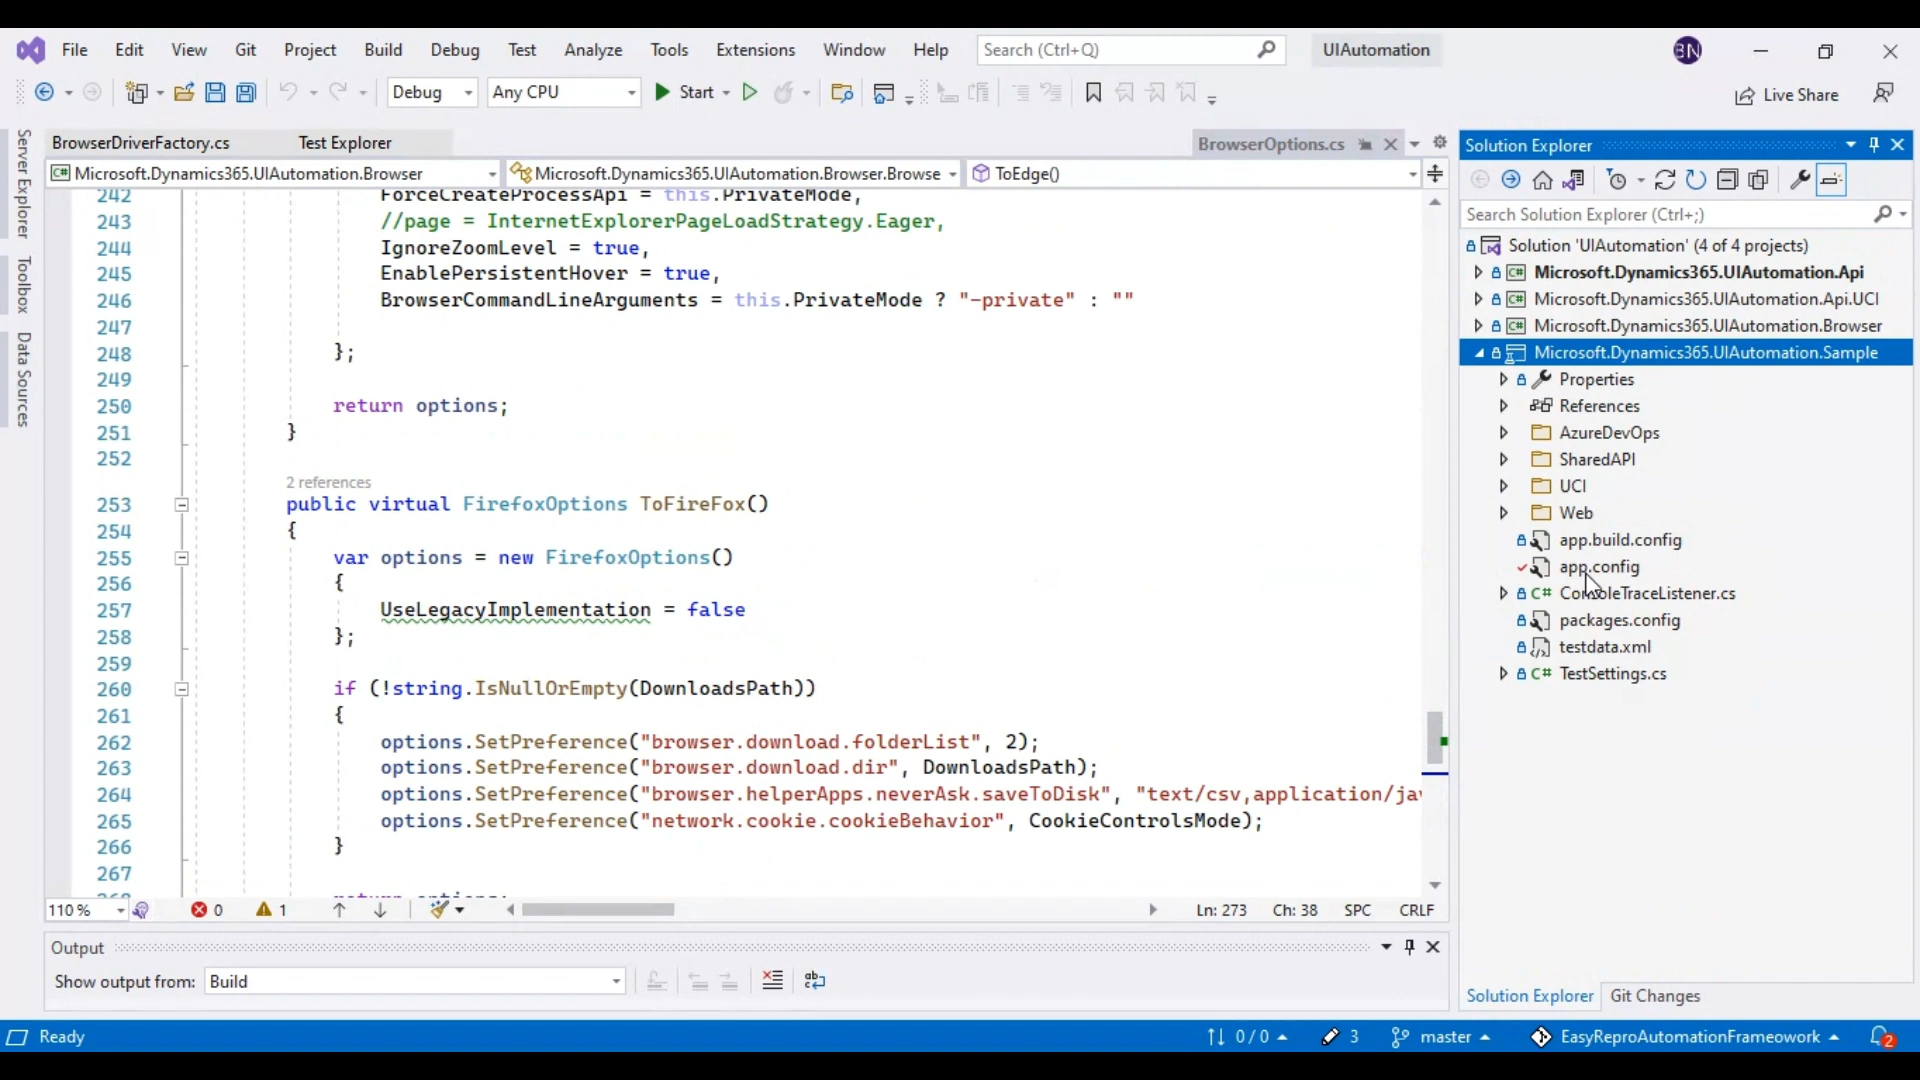 File Edit View Git Project Build Debug Test Analyze Tools Extensions Window Help Search (Ctrl+Q) UIAutomation BN
Debug Any CPU Start Live Share
Server Explorer
Toolbox
Data Sources
BrowserDriverFactory.cs Test Explorer BrowserOptions.cs
Microsoft.Dynamics365.UIAutomation.Browser Microsoft.Dynamics365.UIAutomation.Browser.Browse ToEdge()
242 ForceCreateProcessApi = this.PrivateMode,
243 //page = InternetExplorerPageLoadStrategy.Eager,
244 IgnoreZoomLevel = true,
245 EnablePersistentHover = true,
246 BrowserCommandLineArguments = this.PrivateMode ? "-private" : ""
247
248 };
249
250 return options;
251 }
252
2 references
253 public virtual FirefoxOptions ToFireFox()
254 {
255 var options = new FirefoxOptions()
256 {
257 UseLegacyImplementation = false
258 };
259
260 if (!string.IsNullOrEmpty(DownloadsPath))
261 {
262 options.SetPreference("browser.download.folderList", 2);
263 options.SetPreference("browser.download.dir", DownloadsPath);
264 options.SetPreference("browser.helperApps.neverAsk.saveToDisk", "text/csv,application/ja
265 options.SetPreference("network.cookie.cookieBehavior", CookieControlsMode);
266 }
267
110 % 0 1 Ln: 273 Ch: 38 SPC CRLF
Output
Show output from: Build
Solution Explorer
Search Solution Explorer (Ctrl+;)
Solution 'UIAutomation' (4 of 4 projects)
Microsoft.Dynamics365.UIAutomation.Api
Microsoft.Dynamics365.UIAutomation.Api.UCI
Microsoft.Dynamics365.UIAutomation.Browser
Microsoft.Dynamics365.UIAutomation.Sample
Properties
References
AzureDevOps
SharedAPI
UCI
Web
app.build.config
app.config
ConsoleTraceListener.cs
packages.config
testdata.xml
TestSettings.cs
Solution Explorer Git Changes
Ready 0 / 0 3 master EasyReproAutomationFrameowork 2